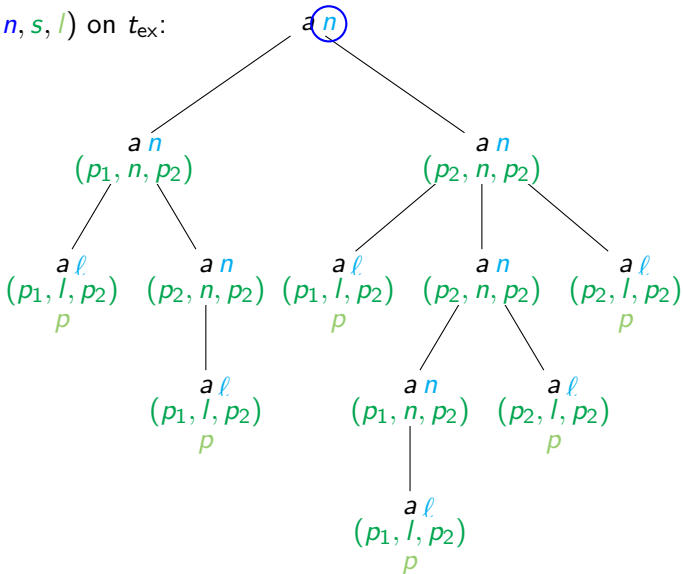 n, s, l) on t_ex:
a n
a n a n
(p₁, n, p₂) (p₂, n, p₂)
a ℓ a n a ℓ a n a ℓ
(p₁, l, p₂) (p₂, n, p₂) (p₁, l, p₂) (p₂, n, p₂) (p₂, l, p₂)
p p p
a ℓ a n a ℓ
(p₁, l, p₂) (p₁, n, p₂) (p₂, l, p₂)
p p
a ℓ
(p₁, l, p₂)
p